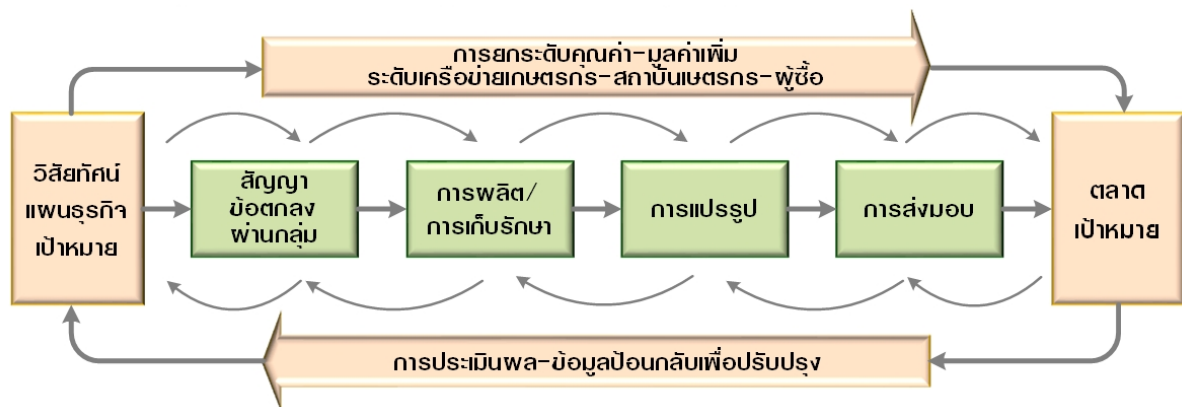 การยกระดับคุณค่า-มูลค่าเพิ่ม
ระดับเครือข่ายเกษตรกร-สถาบันเษตรกร-ผู้ซื้อ
วิสัยทัศน์
แผนธุรกิจ
เป้าหมาย
สัญญา
ข้อตกลง
ผ่านกลุ่ม
การผลิต/
การเก็บรักษา
การแปรรูป
การส่งมอบ
ตลาด
เป้าหมาย
การประเมินผล-ข้อมูลป้อนกลับเพื่อปรับปรุง